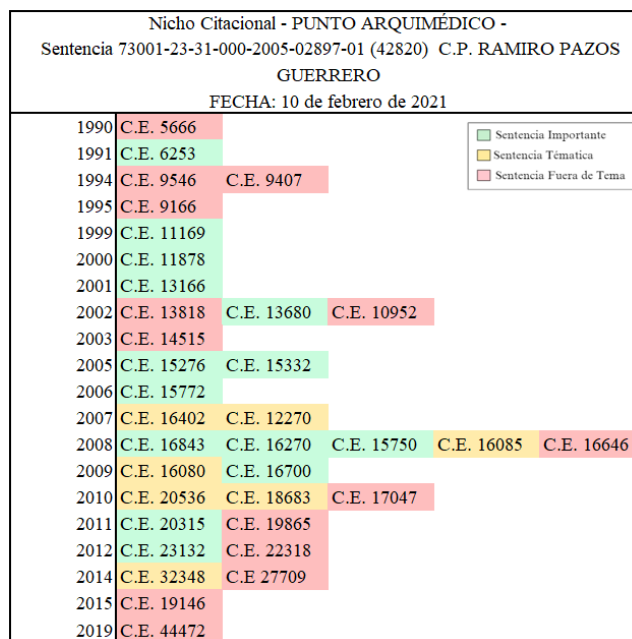 Nicho Citacional - PUNTO ARQUIMÉDICO -
Sentencia 73001-23-31-000-2005-02897-01 (42820) C.P. RAMIRO PAZOS
GUERRERO
FECHA: 10 de febrero de 2021
Sentencia Importante
Sentencia Témática
Sentencia Fuera de Tema
1990 C.E. 5666
1991 C.E. 6253
1994 C.E. 9546 C.E. 9407
1995 C.E. 9166
1999 C.E. 11169
2000 C.E. 11878
2001 C.E. 13166
2002 C.E. 13818 C.E. 13680 C.E. 10952
2003 C.E. 14515
2005 C.E. 15276 C.E. 15332
2006 C.E. 15772
2007 C.E. 16402 C.E. 12270
2008 C.E. 16843 C.E. 16270 C.E. 15750 C.E. 16085 C.E. 16646
2009 C.E. 16080 C.E. 16700
2010 C.E. 20536 C.E. 18683 C.E. 17047
2011 C.E. 20315 C.E. 19865
2012 C.E. 23132 C.E. 22318
2014 C.E. 32348 C.E 27709
2015 C.E. 19146
2019 C.E. 44472